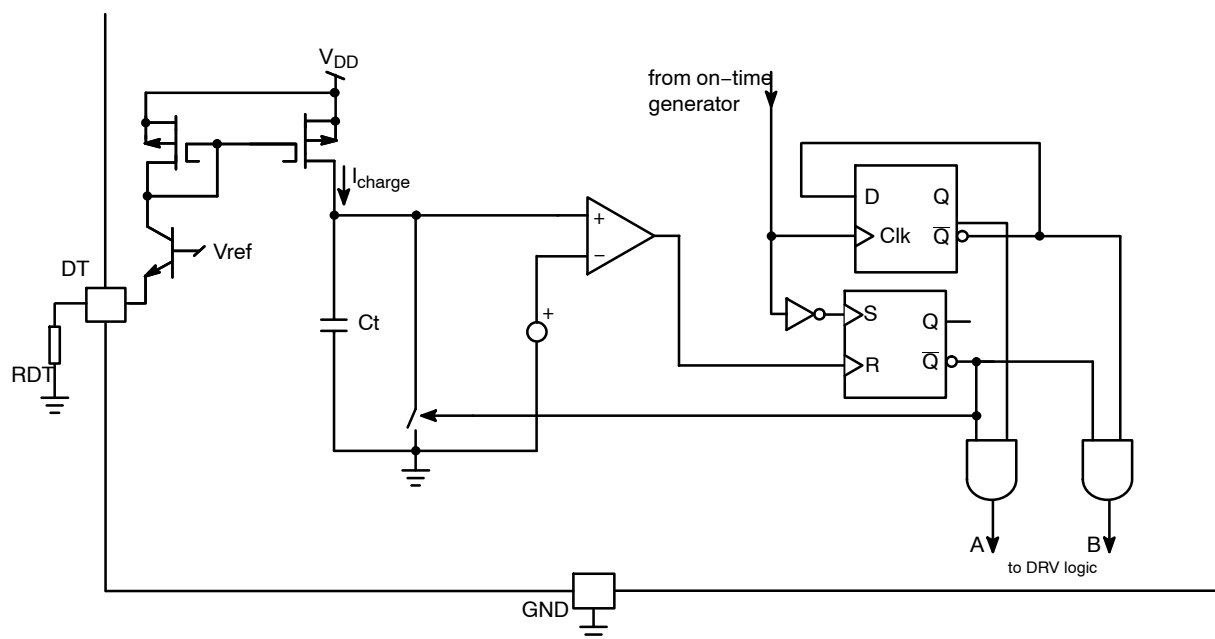 V_DD
from on−time
generator
I_charge
D
Q
+
Clk
Q̅
Vref
−
DT
S
+
Q
Ct
RDT
R
Q̅
A
B
to DRV logic
GND